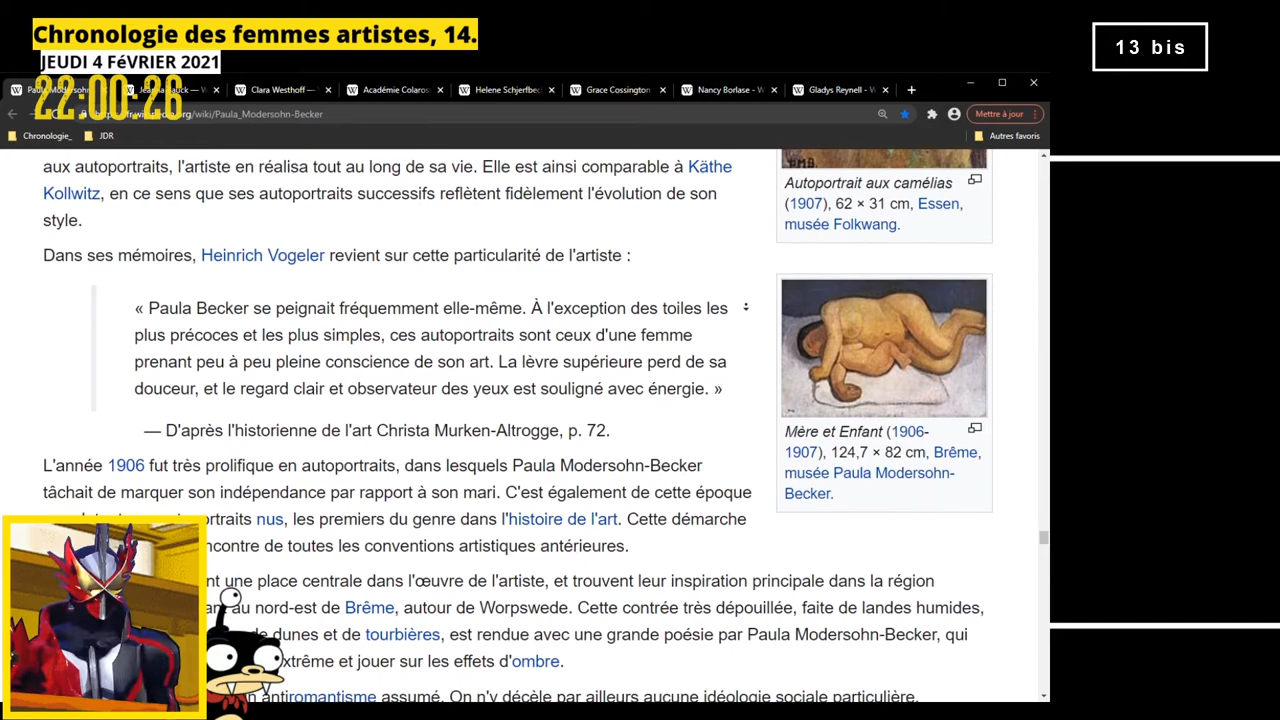 Chronologie des femmes artistes, 14.
JEUDI 4 FéVRIER 2021
22:00:26
13 bis
Clara Westhoff — Académie Colaros Helene Schjerfbec Grace Cossington Nancy Borlase — W Gladys Reynell — W
/wiki/Paula_Modersohn-Becker Mettre à jour
Chronologie_ JDR Autres favoris
aux autoportraits, l'artiste en réalisa tout au long de sa vie. Elle est ainsi comparable à Käthe
Kollwitz, en ce sens que ses autoportraits successifs reflètent fidèlement l'évolution de son
style.
Dans ses mémoires, Heinrich Vogeler revient sur cette particularité de l'artiste :
« Paula Becker se peignait fréquemment elle-même. À l'exception des toiles les
plus précoces et les plus simples, ces autoportraits sont ceux d'une femme
prenant peu à peu pleine conscience de son art. La lèvre supérieure perd de sa
douceur, et le regard clair et observateur des yeux est souligné avec énergie. »
— D'après l'historienne de l'art Christa Murken-Altrogge, p. 72.
L'année 1906 fut très prolifique en autoportraits, dans lesquels Paula Modersohn-Becker
tâchait de marquer son indépendance par rapport à son mari. C'est également de cette époque
nus, les premiers du genre dans l'histoire de l'art. Cette démarche
de toutes les conventions artistiques antérieures.
une place centrale dans l'œuvre de l'artiste, et trouvent leur inspiration principale dans la région
au nord-est de Brême, autour de Worpswede. Cette contrée très dépouillée, faite de landes humides,
de dunes et de tourbières, est rendue avec une grande poésie par Paula Modersohn-Becker, qui
et jouer sur les effets d'ombre.
antiromantisme assumé. On n'y décèle par ailleurs aucune idéologie sociale particulière.
Autoportrait aux camélias
(1907), 62 × 31 cm, Essen,
musée Folkwang.
Mère et Enfant (1906-
1907), 124,7 × 82 cm, Brême,
musée Paula Modersohn-
Becker.